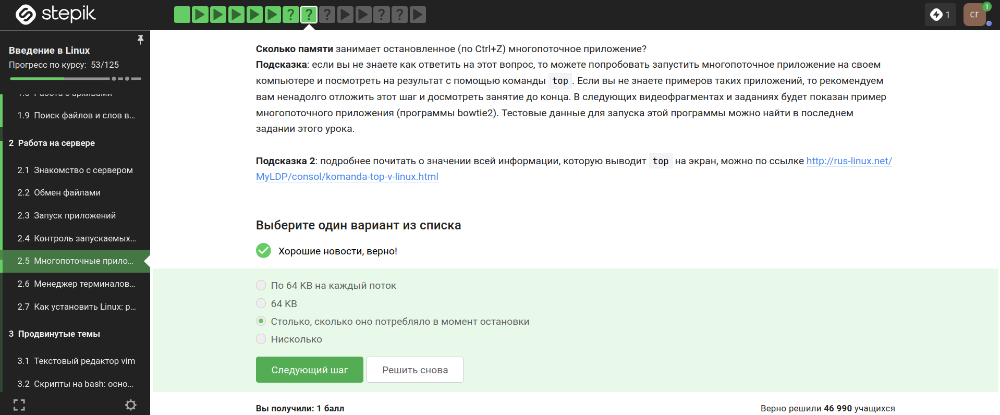 stepik
? ? ? ? ?
1
СГ
1
Введение в Linux
Прогресс по курсу: 53/125
1.8 Работа с архивами
1.9 Поиск файлов и слов в...
2 Работа на сервере
2.1 Знакомство с сервером
2.2 Обмен файлами
2.3 Запуск приложений
2.4 Контроль запускаемых...
2.5 Многопоточные прило...
2.6 Менеджер терминалов...
2.7 Как установить Linux: р...
3 Продвинутые темы
3.1 Текстовый редактор vim
3.2 Скрипты на bash: осно...
Сколько памяти занимает остановленное (по Ctrl+Z) многопоточное приложение?
Подсказка: если вы не знаете как ответить на этот вопрос, то можете попробовать запустить многопоточное приложение на своем
компьютере и посмотреть на результат с помощью команды top. Если вы не знаете примеров таких приложений, то рекомендуем
вам ненадолго отложить этот шаг и досмотреть занятие до конца. В следующих видеофрагментах и заданиях будет показан пример
многопоточного приложения (программы bowtie2). Тестовые данные для запуска этой программы можно найти в последнем
задании этого урока.
Подсказка 2: подробнее почитать о значении всей информации, которую выводит top на экран, можно по ссылке http://rus-linux.net/
MyLDP/consol/komanda-top-v-linux.html
Выберите один вариант из списка
Хорошие новости, верно!
По 64 KB на каждый поток
64 KB
Столько, сколько оно потребляло в момент остановки
Нисколько
Следующий шаг
Решить снова
Вы получили: 1 балл
Верно решили 46 990 учащихся